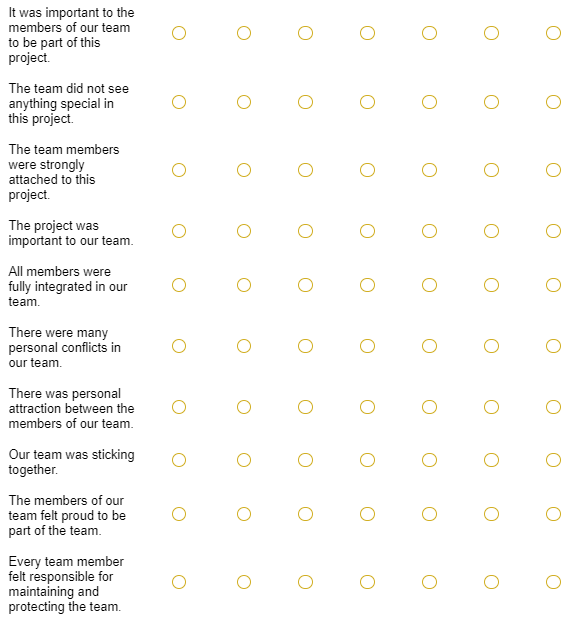 It was important to the
members of our team
to be part of this
project.
The team did not see
anything special in
this project.
The team members
were strongly
attached to this
project.
The project was
important to our team.
All members were
fully integrated in our
team.
There were many
personal conflicts in
our team.
There was personal
attraction between the
members of our team.
Our team was sticking
together.
The members of our
team felt proud to be
part of the team.
Every team member
felt responsible for
maintaining and
protecting the team.